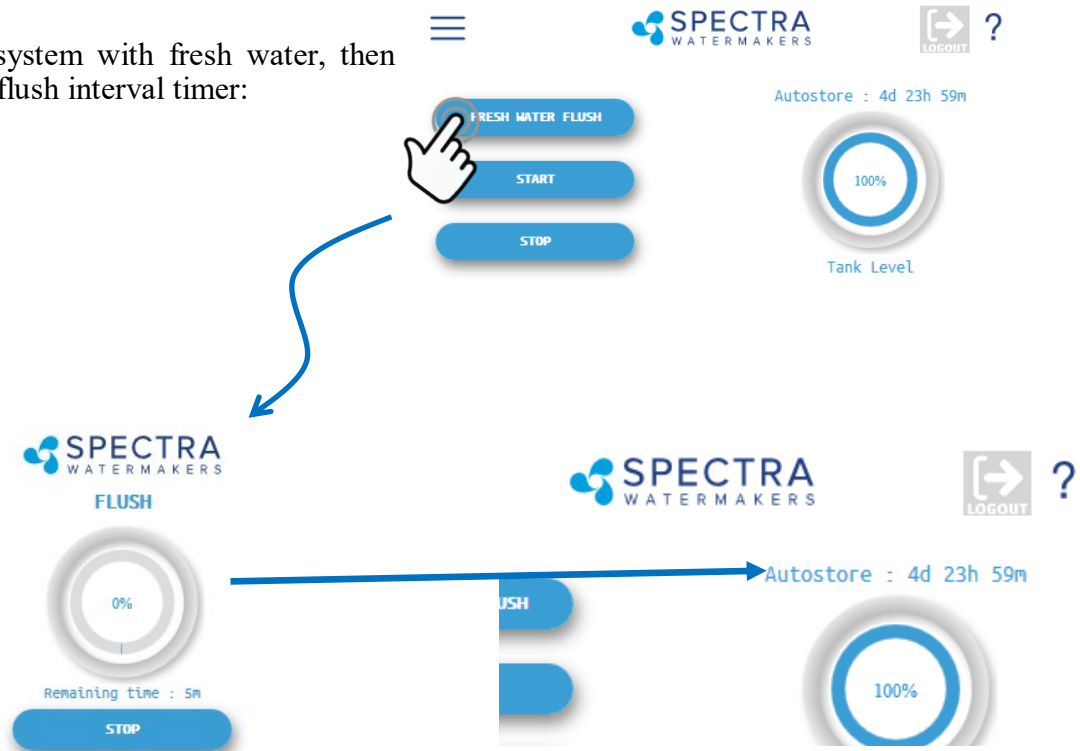 system with fresh water, then
flush interval timer:
SPECTRA
WATERMAKERS
LOGOUT
?
FRESH WATER FLUSH
START
STOP
Autostore : 4d 23h 59m
100%
Tank Level
SPECTRA
WATERMAKERS
FLUSH
0%
Remaining time : 5m
STOP
SPECTRA
WATERMAKERS
LOGOUT
?
Autostore : 4d 23h 59m
USH
100%